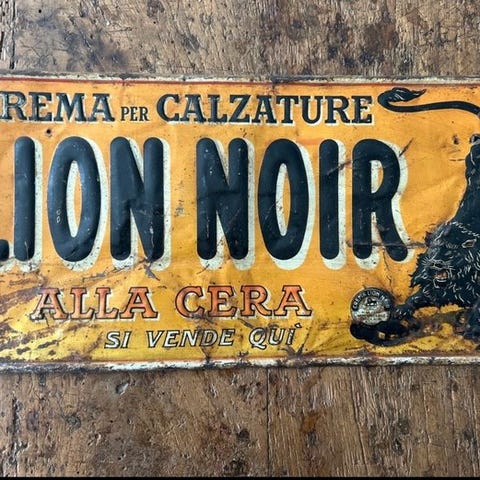 REMA PER CALZATURE
LION NOIR
ALLA CERA
SI VENDE QUì